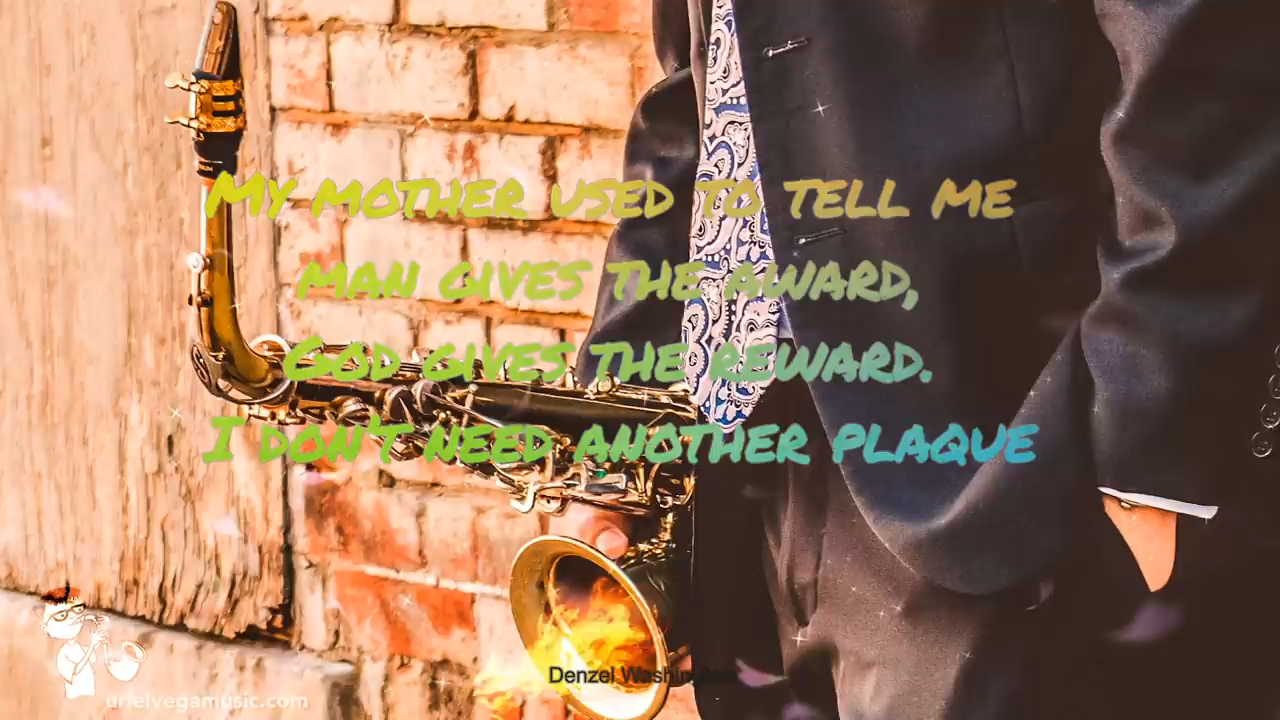 My mother used to tell me
man gives the award,
God gives the reward.
I don't need another plaque
Denzel Washington
urielvegamusic.com